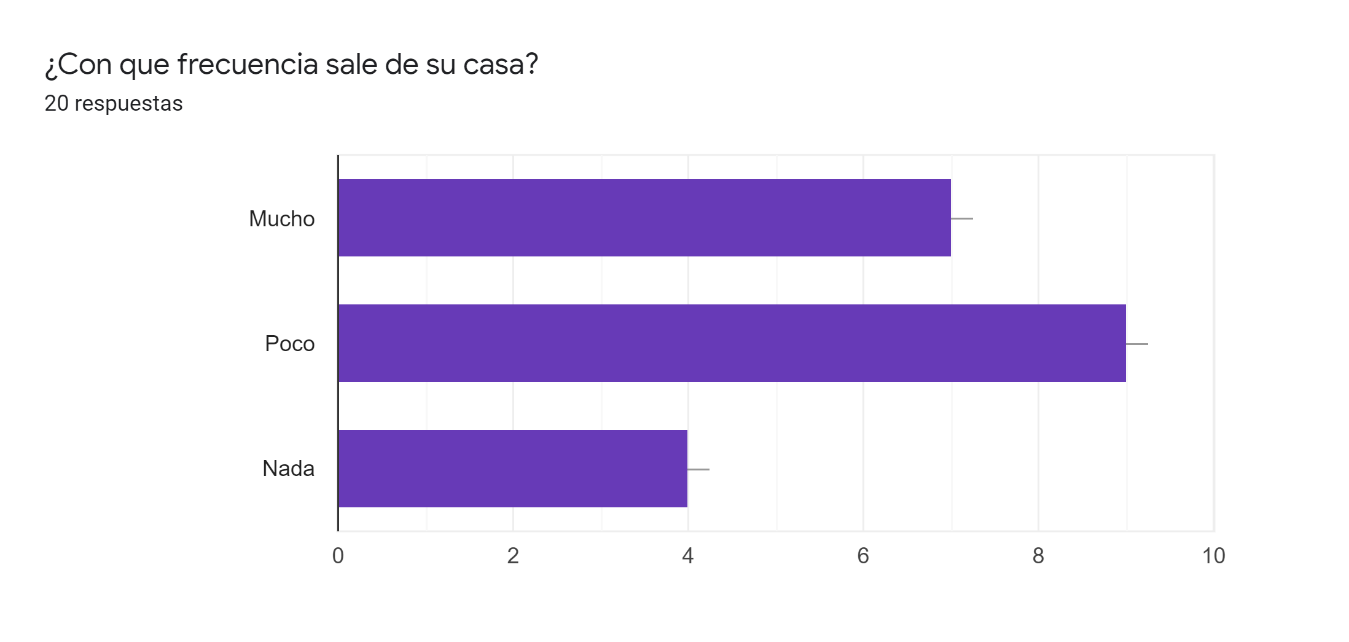 ¿Con que frecuencia sale de su casa?
20 respuestas
Mucho
Poco
Nada
0 2 4 6 8 10